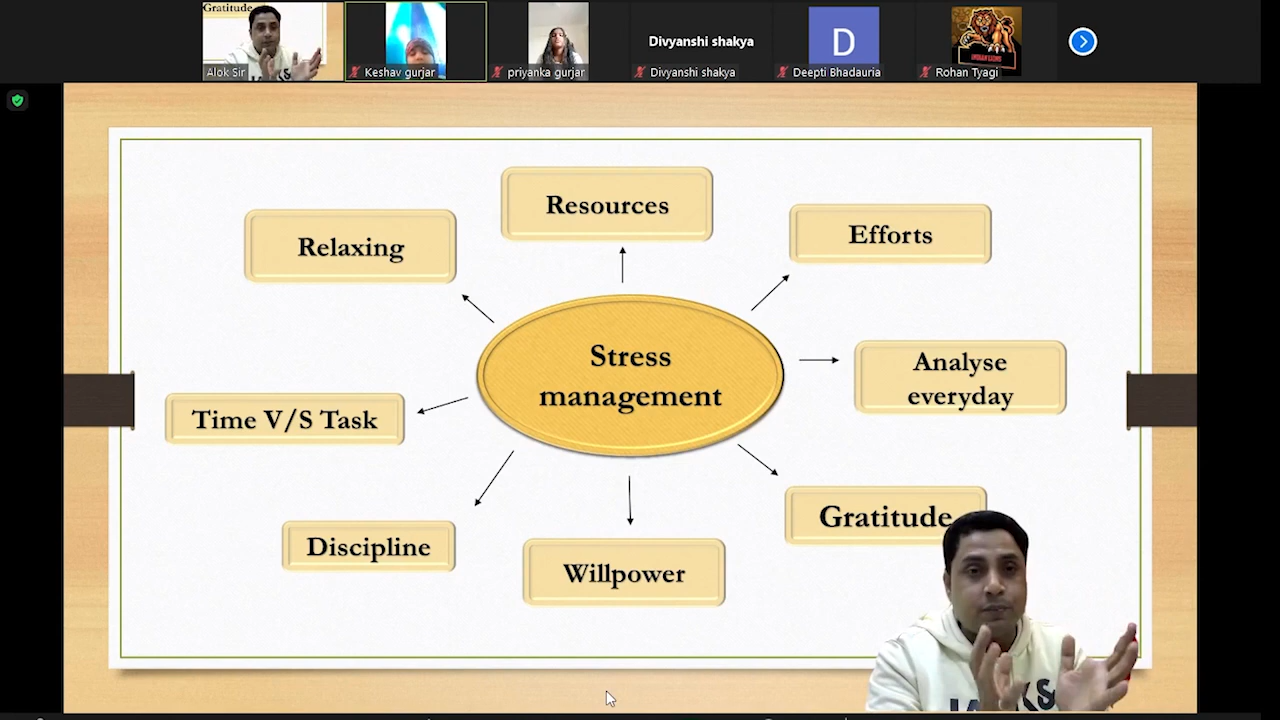 Gratitude
Alok Sir
Keshav gurjar
priyanka gurjar
Divyanshi shakya
Divyanshi shakya
D
Deepti Bhadauria
Rohan Tyagi
Resources
Relaxing
Efforts
Stress
management
Analyse
everyday
Time V/S Task
Gratitude
Discipline
Willpower